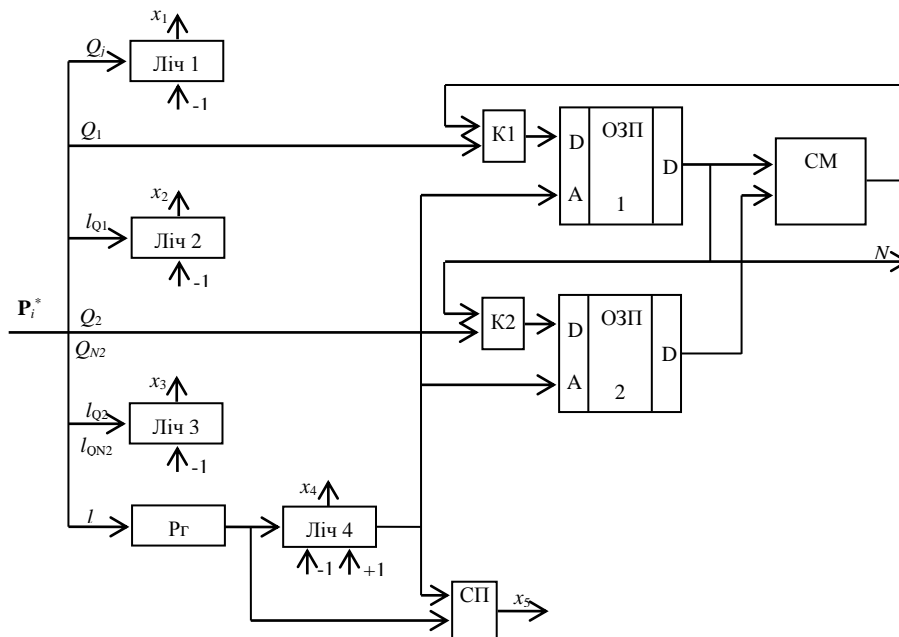 x1
Qj
Ліч 1
-1
Q1
К1
D
ОЗП
D
А
1
СМ
x2
lQ1
Ліч 2
-1
N
Pi*
Q2
QN2
К2
D
ОЗП
D
А
2
x3
lQ2
lQN2
Ліч 3
-1
l
Рг
x4
Ліч 4
-1
+1
СП
x5